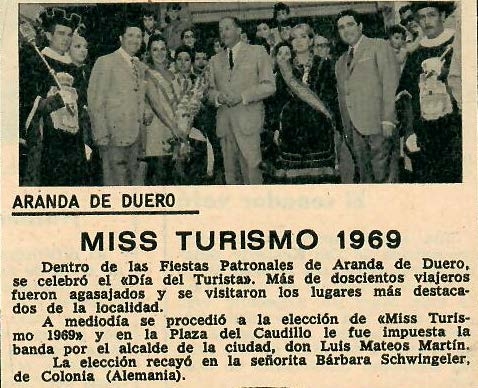 ARANDA DE DUERO
MISS TURISMO 1969
Dentro de las Fiestas Patronales de Aranda de Duero,
se celebró el «Día del Turista». Más de doscientos viajeros
fueron agasajados y se visitaron los lugares más destaca-
dos de la localidad.
A mediodía se procedió a la elección de «Miss Turis-
mo 1969» y en la Plaza del Caudillo le fue impuesta la
banda por el alcalde de la ciudad, don Luis Mateos Martín.
La elección recayó en la señorita Bárbara Schwingeler,
de Colonia (Alemania).